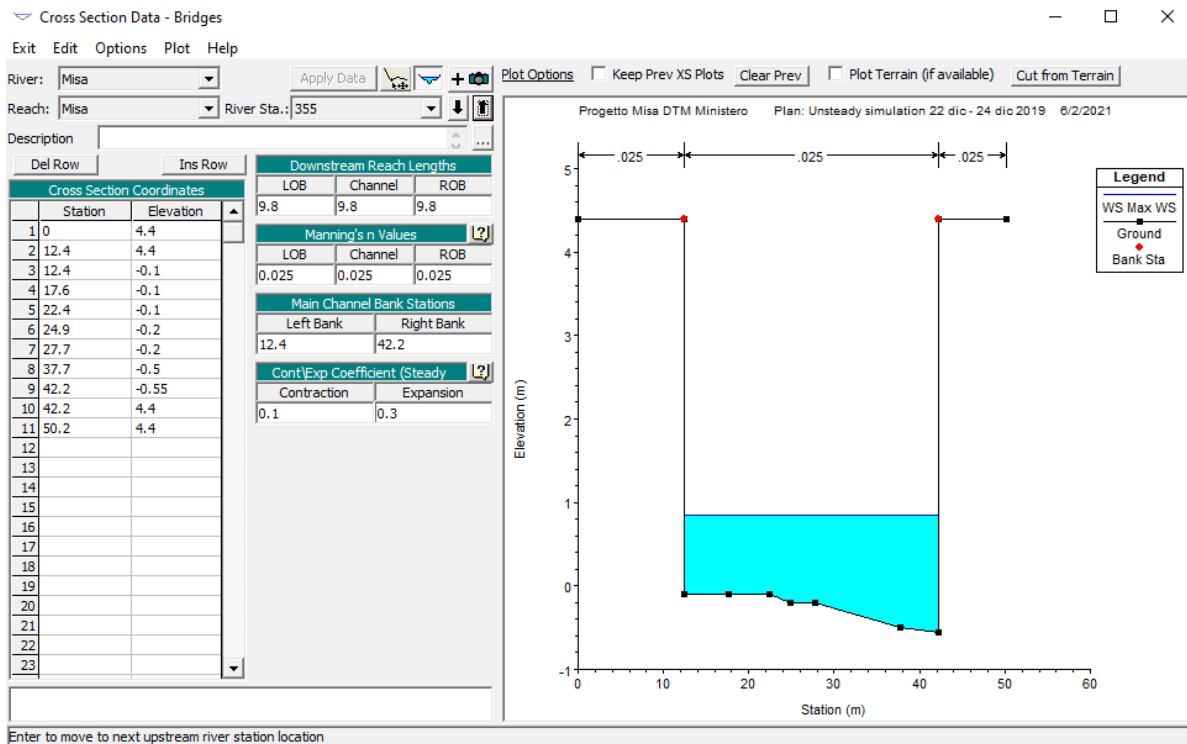 Cross Section Data - Bridges
Exit Edit Options Plot Help
River: Misa Apply Data
Reach: Misa River Sta.: 355
Description ...
Del Row Ins Row
Cross Section Coordinates
Station Elevation
1 0 4.4
2 12.4 4.4
3 12.4 -0.1
4 17.6 -0.1
5 22.4 -0.1
6 24.9 -0.2
7 27.7 -0.2
8 37.7 -0.5
9 42.2 -0.55
10 42.2 4.4
11 50.2 4.4
12
13
14
15
16
17
18
19
20
21
22
23
Downstream Reach Lengths
LOB Channel ROB
9.8 9.8 9.8
Manning's n Values
LOB Channel ROB
0.025 0.025 0.025
Main Channel Bank Stations
Left Bank Right Bank
12.4 42.2
Cont\Exp Coefficient (Steady
Contraction Expansion
0.1 0.3
Plot Options Keep Prev XS Plots Clear Prev Plot Terrain (if available) Cut from Terrain
Progetto Misa DTM Ministero Plan: Unsteady simulation 22 dic - 24 dic 2019 6/2/2021
.025 .025 .025
5
4
3
2
1
0
-1
Elevation (m)
0 10 20 30 40 50 60
Station (m)
Legend
WS Max WS
Ground
Bank Sta
Enter to move to next upstream river station location